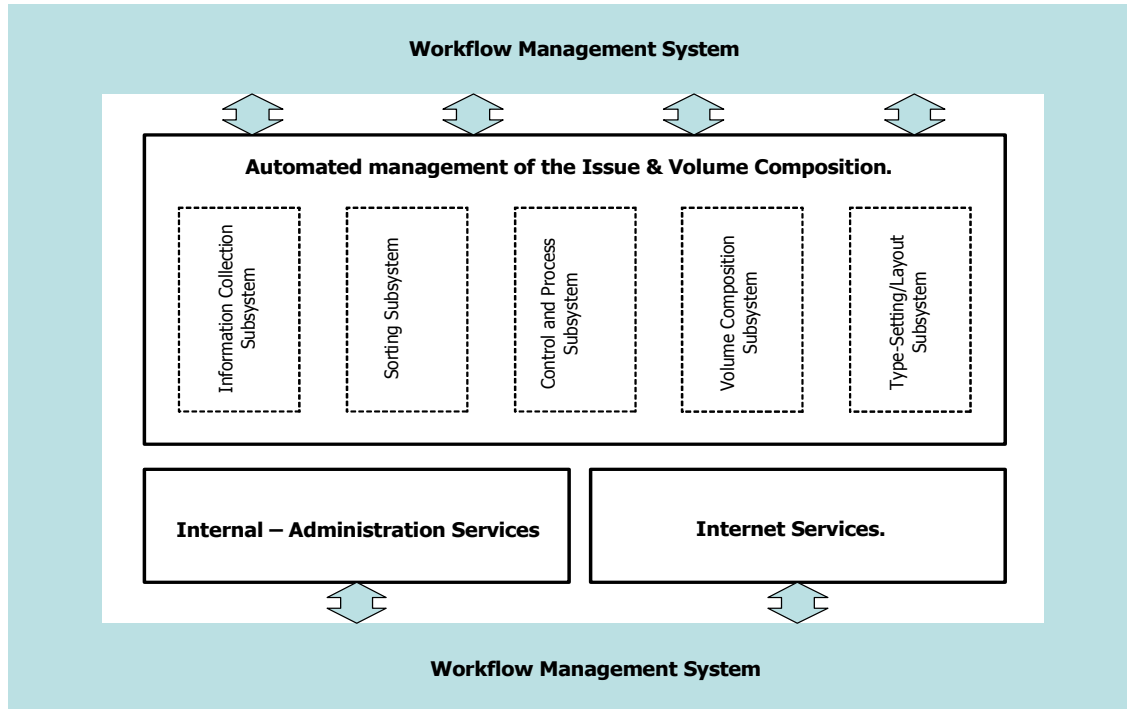 Workflow Management System
Automated management of the Issue & Volume Composition.
Information Collection
Subsystem
Sorting Subsystem
Control and Process
Subsystem
Volume Composition
Subsystem
Type-Setting/Layout
Subsystem
Internal – Administration Services
Internet Services.
Workflow Management System